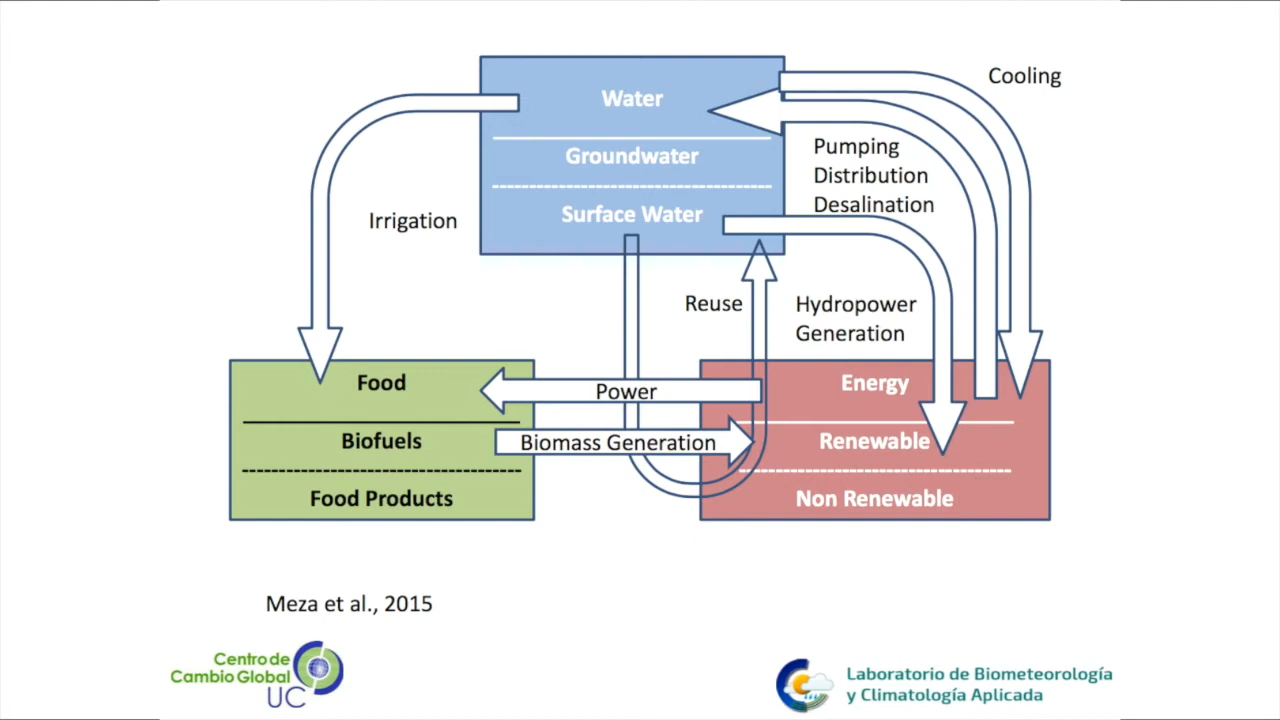 Water
Groundwater
Surface Water
Cooling
Pumping
Distribution
Desalination
Irrigation
Reuse
Hydropower
Generation
Food
Biofuels
Food Products
Power
Biomass Generation
Energy
Renewable
Non Renewable
Meza et al., 2015
Centro de
Cambio Global
UC
Laboratorio de Biometeorología
y Climatología Aplicada